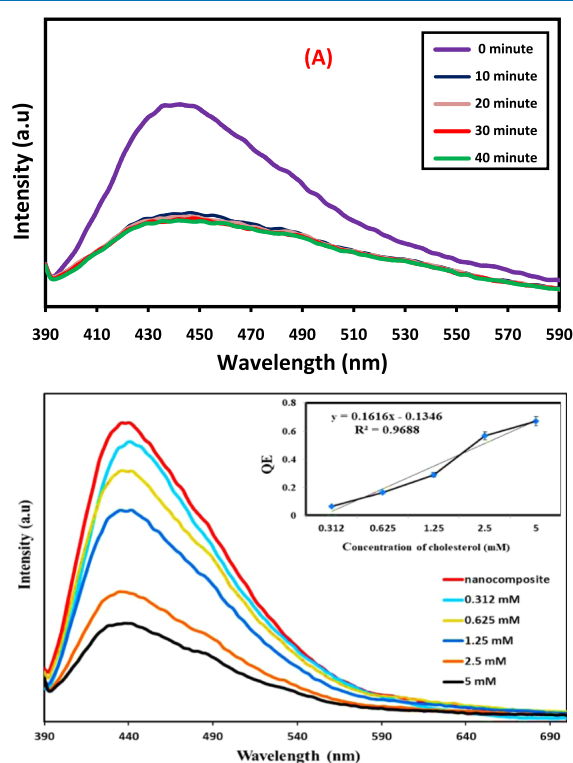 (A)
0 minute
10 minute
20 minute
30 minute
40 minute
Intensity (a.u)
390 410 430 450 470 490 510 530 550 570 590
Wavelength (nm)
0.8
0.6
0.4
0.2
0
QE
y = 0.1616x - 0.1346
R² = 0.9688
0.312 0.625 1.25 2.5 5
Concentration of cholesterol (mM)
Intensity (a.u)
nanocomposite
0.312 mM
0.625 mM
1.25 mM
2.5 mM
5 mM
390 440 490 540 590 640 690
Wavelength (nm)